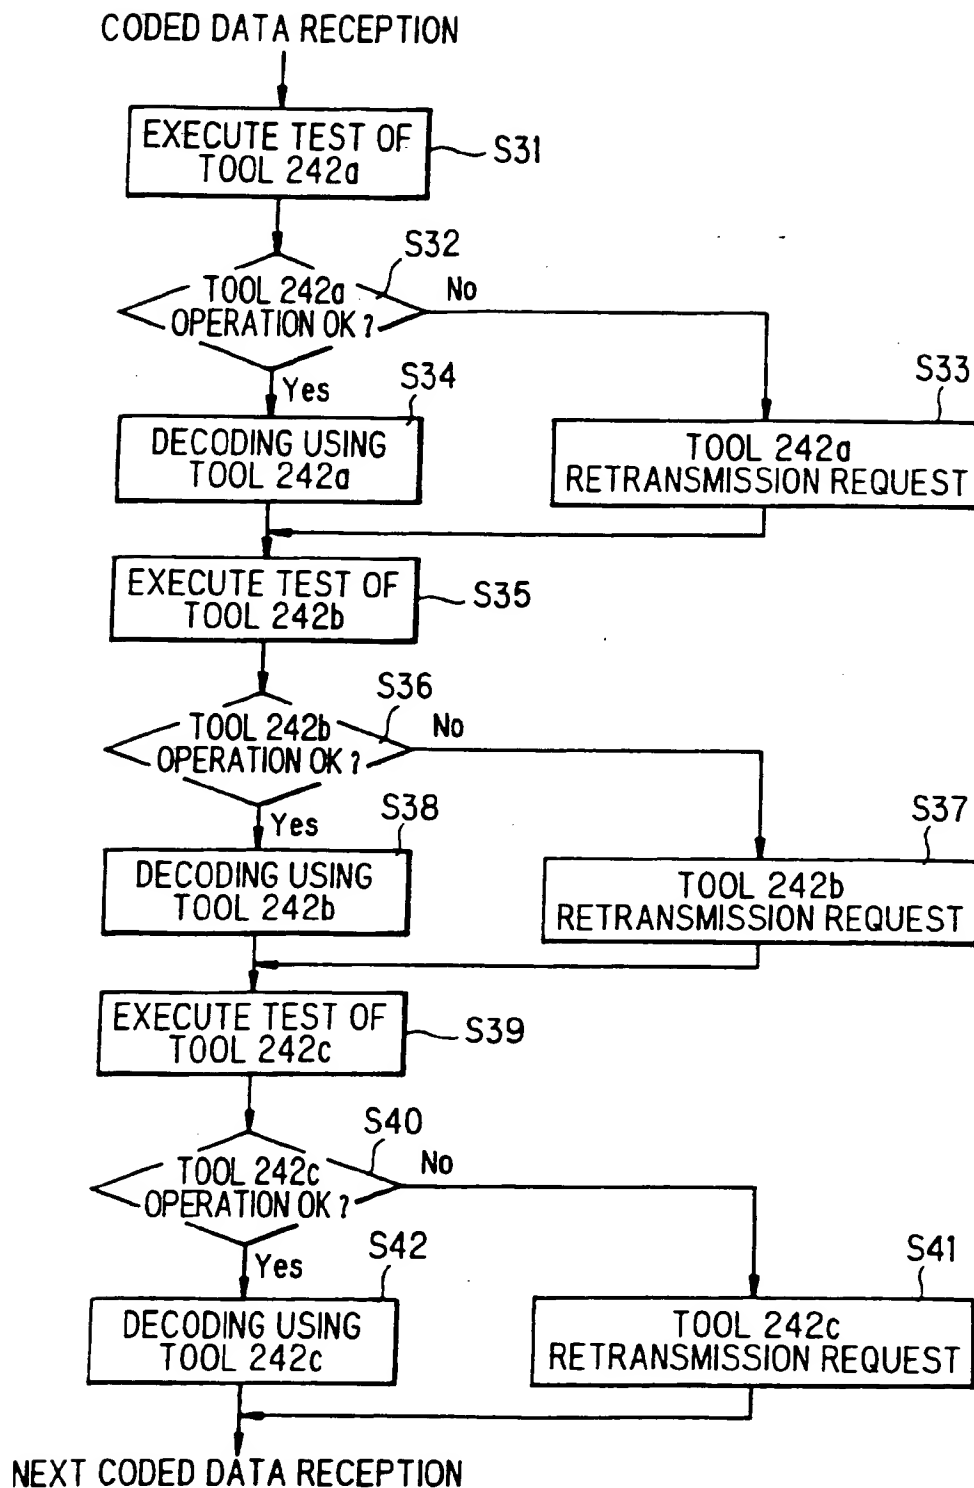 CODED DATA RECEPTION
EXECUTE TEST OF
TOOL 242a
S31
S32
TOOL 242a
OPERATION OK ?
No
Yes
S34
S33
DECODING USING
TOOL 242a
TOOL 242a
RETRANSMISSION REQUEST
EXECUTE TEST OF
TOOL 242b
S35
S36
TOOL 242b
OPERATION OK ?
No
Yes
S38
S37
DECODING USING
TOOL 242b
TOOL 242b
RETRANSMISSION REQUEST
EXECUTE TEST OF
TOOL 242c
S39
S40
TOOL 242c
OPERATION OK ?
No
Yes
S42
S41
DECODING USING
TOOL 242c
TOOL 242c
RETRANSMISSION REQUEST
NEXT CODED DATA RECEPTION